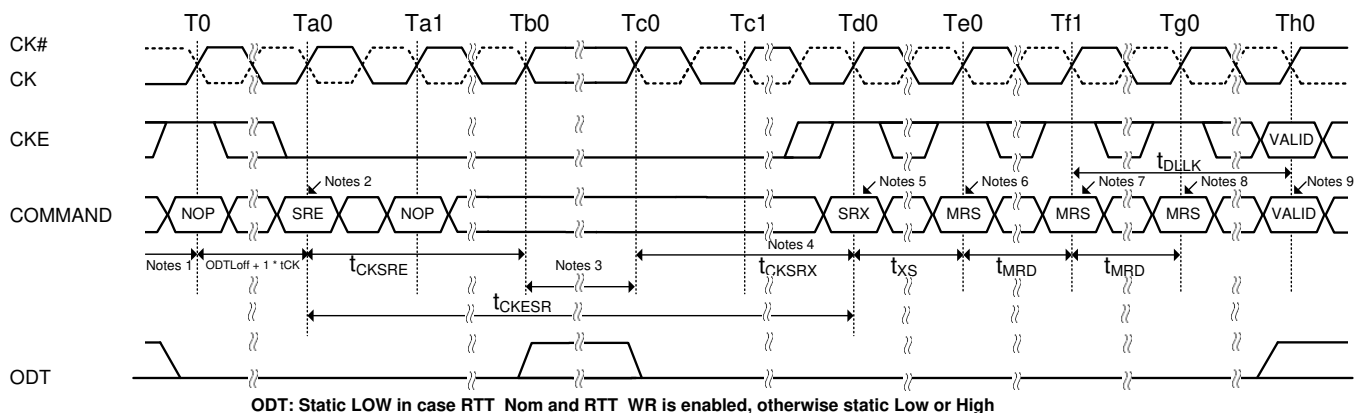 T0 Ta0 Ta1 Tb0 Tc0 Tc1 Td0 Te0 Tf1 Tg0 Th0
CK#
CK
CKE
VALID
tDLLK
Notes 2 Notes 5 Notes 6 Notes 7 Notes 8 Notes 9
COMMAND NOP SRE NOP SRX MRS MRS MRS VALID
Notes 1 ODTLoff + 1 * tCK tCKSRE Notes 3 Notes 4 tCKSRX tXS tMRD tMRD
tCKESR
ODT
ODT: Static LOW in case RTT_Nom and RTT_WR is enabled, otherwise static Low or High